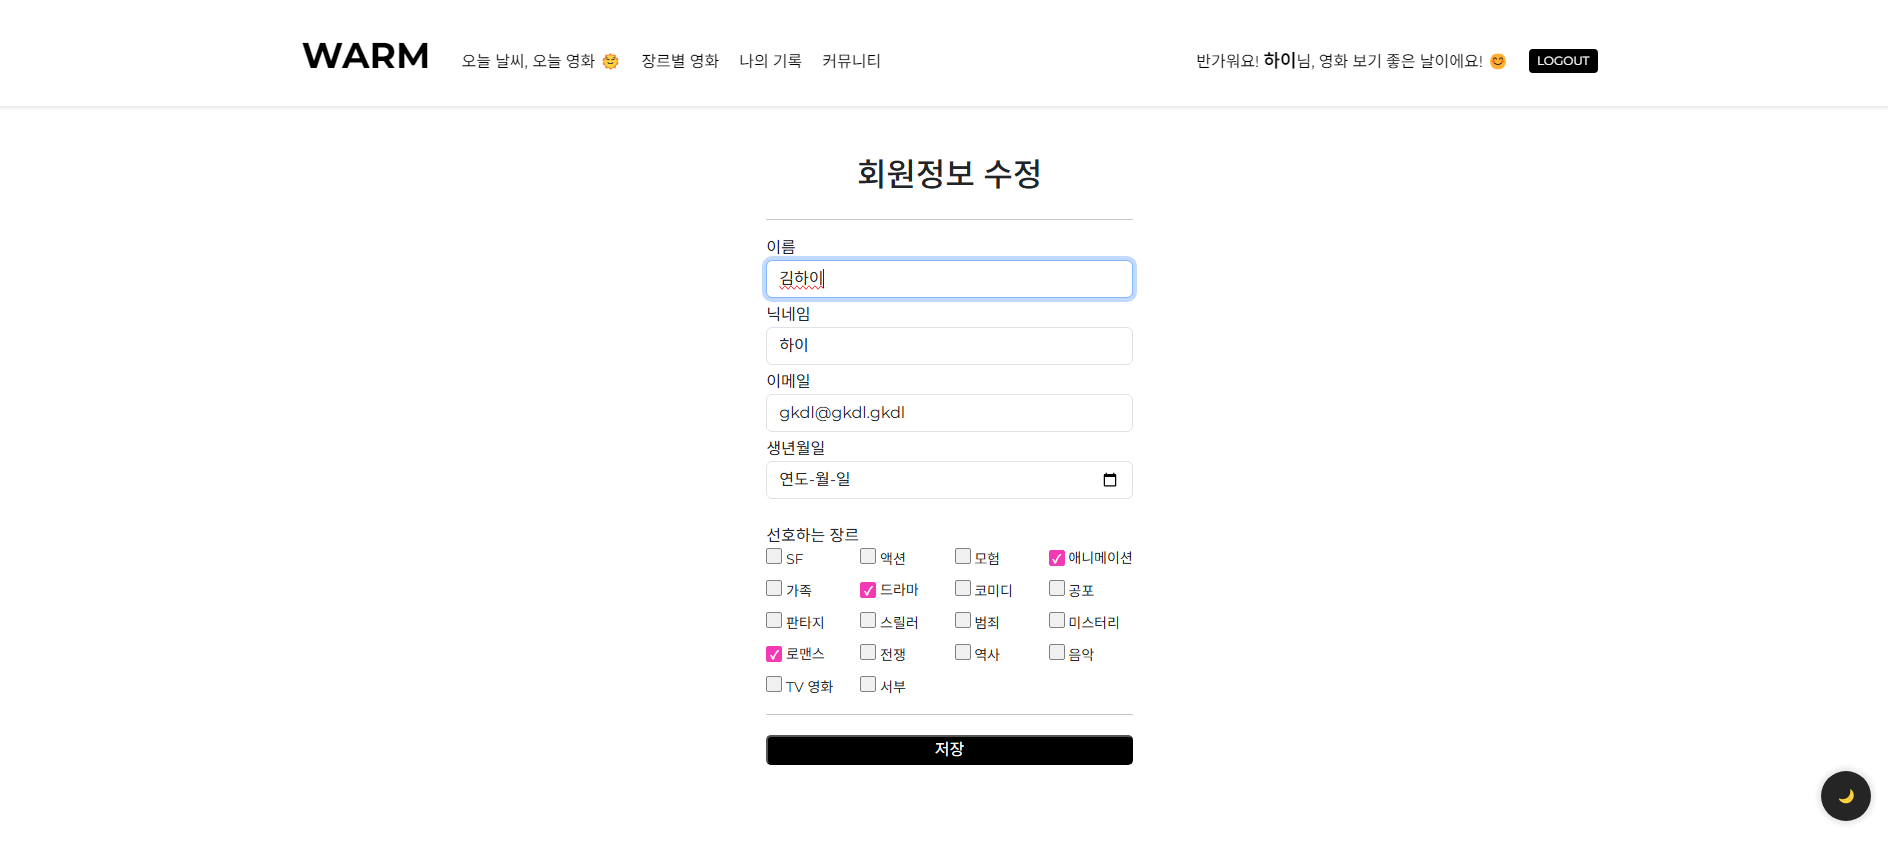 WARM 오늘 날씨, 오늘 영화 🌞 장르별 영화 나의 기록 커뮤니티 반가워요! 하이님, 영화 보기 좋은 날이에요! 😊 LOGOUT
회원정보 수정
이름
김하이
닉네임
하이
이메일
gkdl@gkdl.gkdl
생년월일
연도-월-일
선호하는 장르
SF 액션 모험 애니메이션
가족 드라마 코미디 공포
판타지 스릴러 범죄 미스터리
로맨스 전쟁 역사 음악
TV 영화 서부
저장